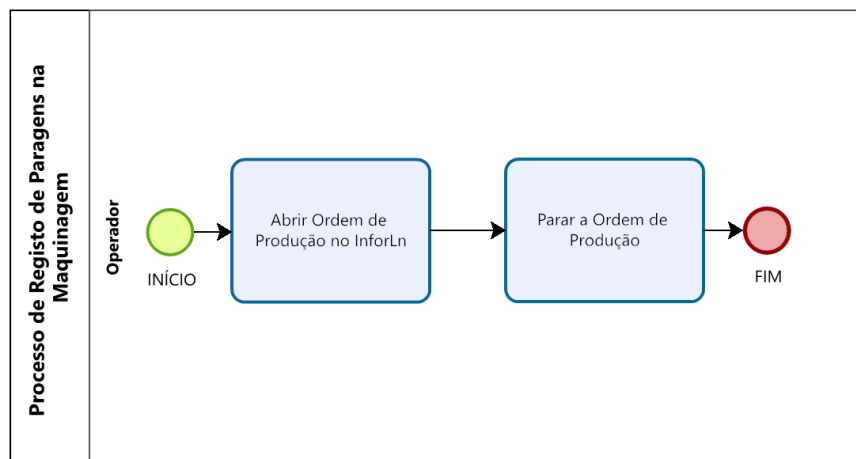 Processo de Registo de Paragens na
Maquinagem
Operador
INÍCIO
Abrir Ordem de
Produção no InforLn
Parar a Ordem de
Produção
FIM